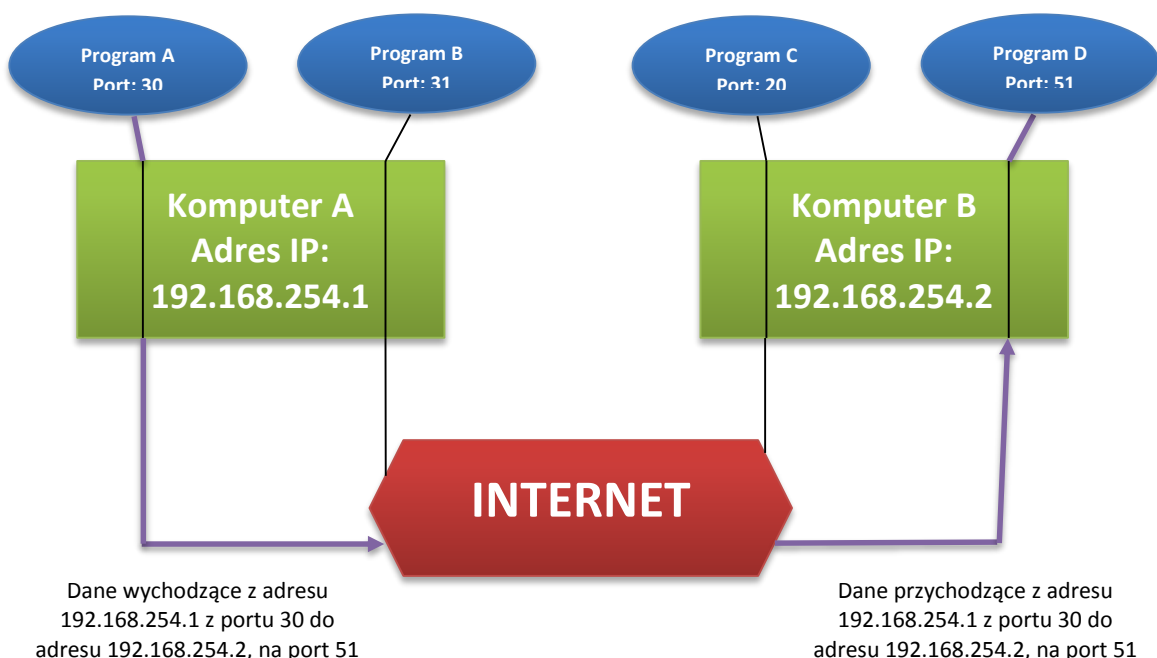 Program A
Port: 30
Program B
Port: 31
Program C
Port: 20
Program D
Port: 51
Komputer A
Adres IP:
192.168.254.1
Komputer B
Adres IP:
192.168.254.2
INTERNET
Dane wychodzące z adresu
192.168.254.1 z portu 30 do
adresu 192.168.254.2, na port 51
Dane przychodzące z adresu
192.168.254.1 z portu 30 do
adresu 192.168.254.2, na port 51